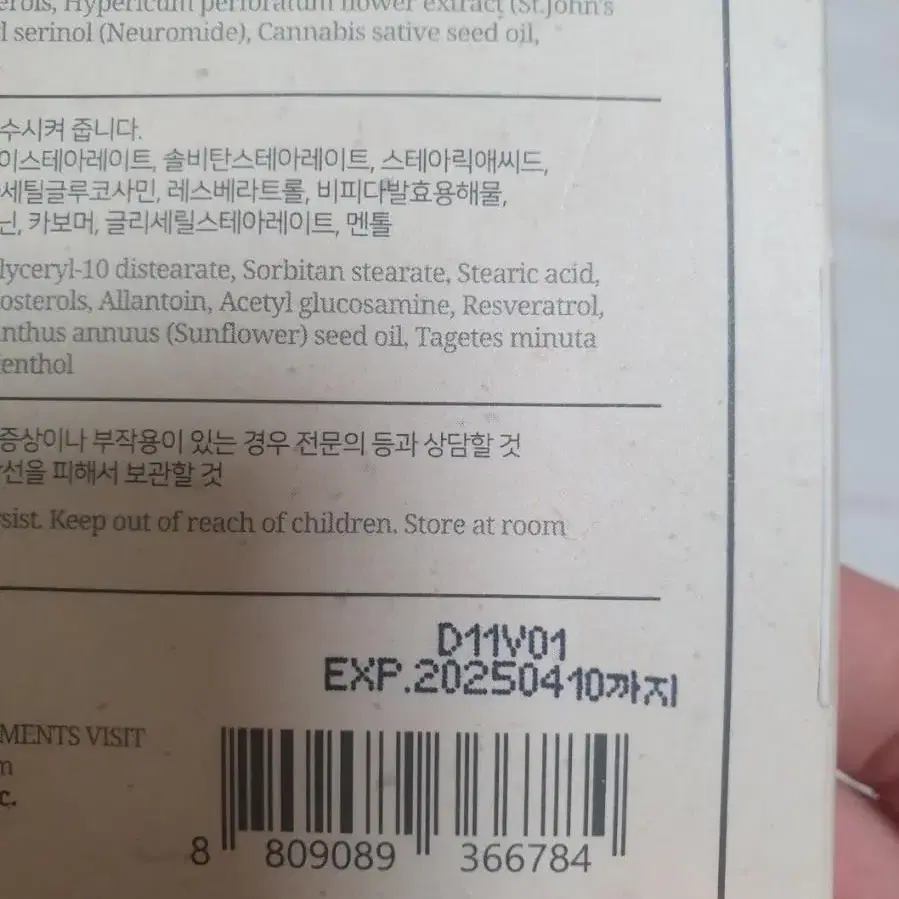 Hypericum perforatum flower extract (St.John's
serinol (Neuromide), Cannabis sative seed oil,
수시켜 줍니다.
이스테아레이트, 솔비탄스테아레이트, 스테아릭애씨드,
세틸글루코사민, 레스베라트롤, 비피다발효용해물,
닌, 카보머, 글리세릴스테아레이트, 멘톨
lyceryl-10 distearate, Sorbitan stearate, Stearic acid,
osterols, Allantoin, Acetyl glucosamine, Resveratrol,
nthus annuus (Sunflower) seed oil, Tagetes minuta
enthol
증상이나 부작용이 있는 경우 전문의 등과 상담할 것
선을 피해서 보관할 것
sist. Keep out of reach of children. Store at room
D11V01
EXP.20250410까지
MENTS VISIT
m
c.
8 809089 366784